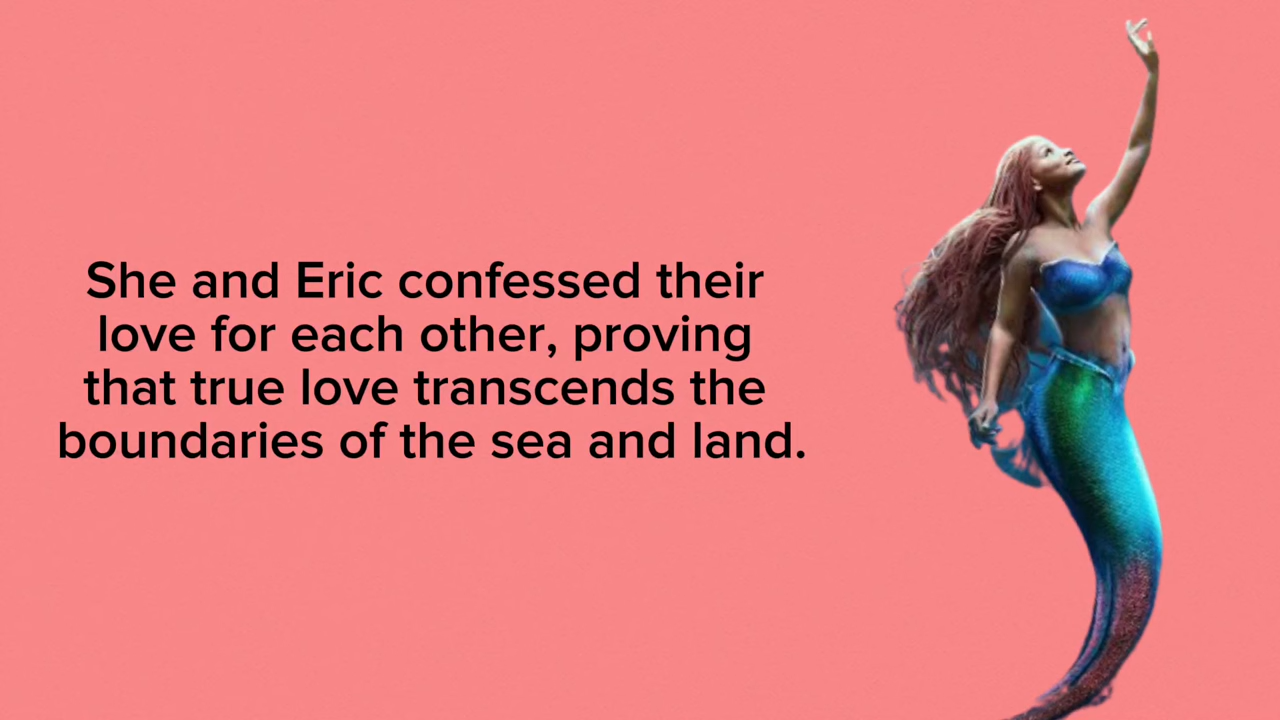 She and Eric confessed their
love for each other, proving
that true love transcends the
boundaries of the sea and land.